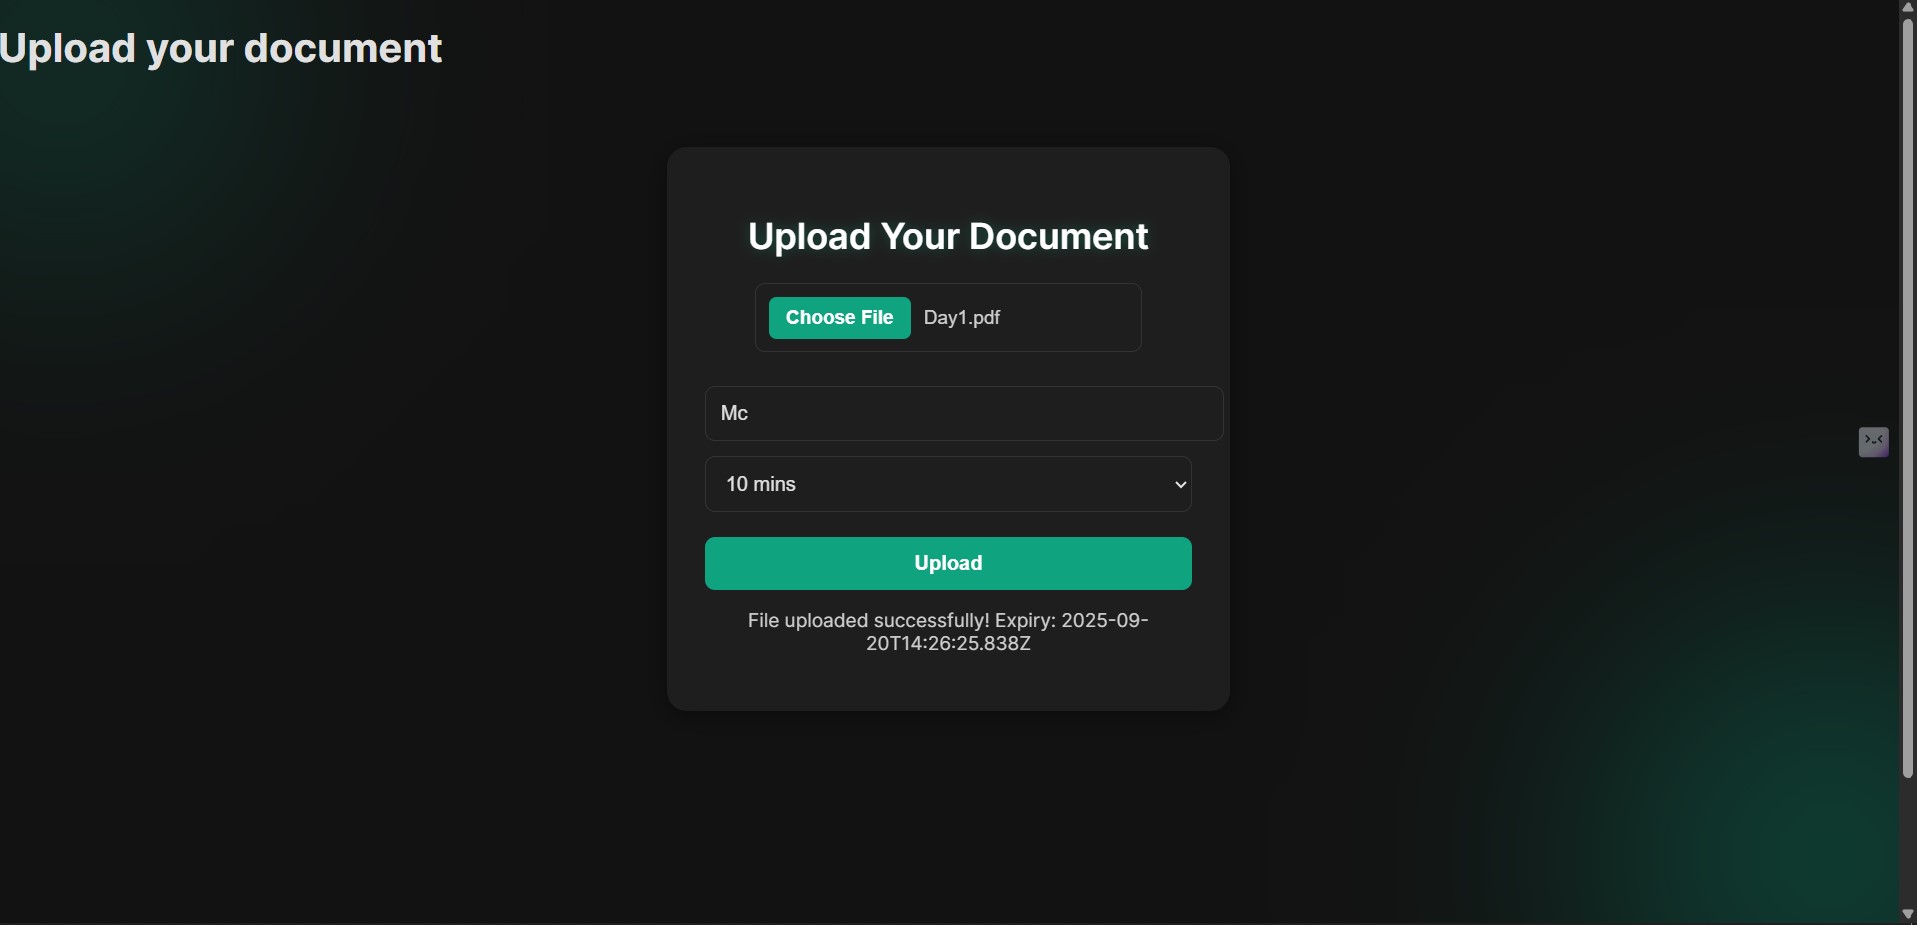 Upload your document
Upload Your Document
Choose File Day1.pdf
Mc
10 mins
Upload
File uploaded successfully! Expiry: 2025-09-
20T14:26:25.838Z